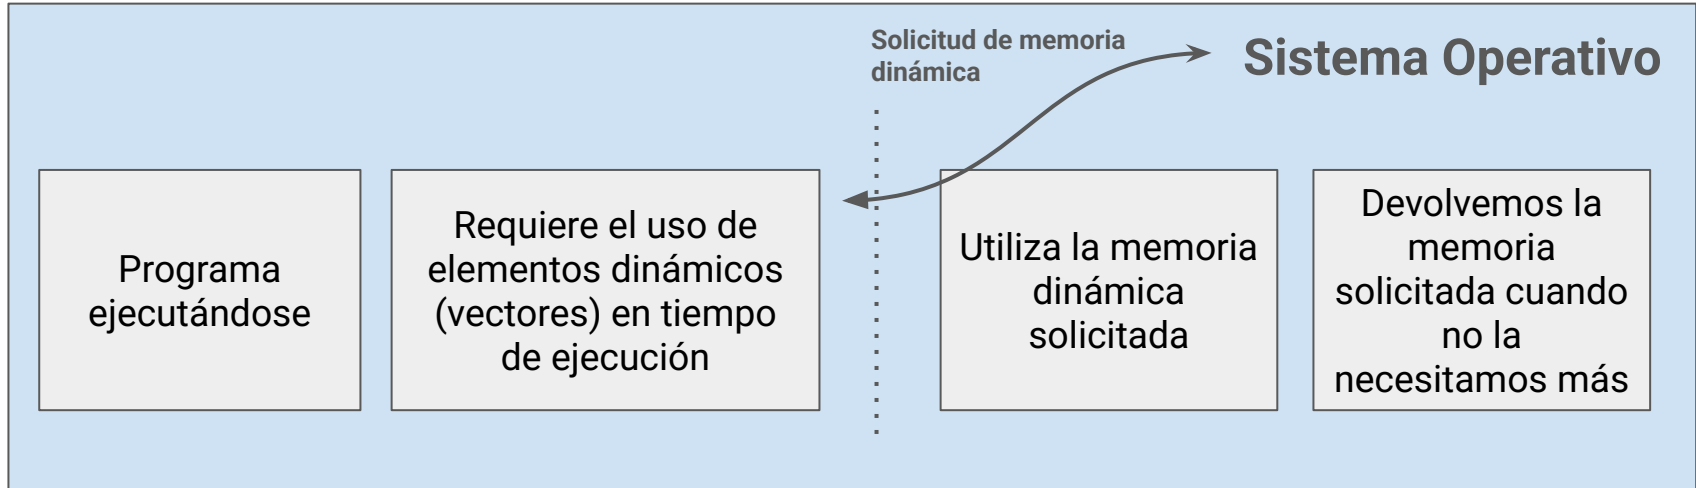 Solicitud de memoria
dinámica
Sistema Operativo
Programa
ejecutándose
Requiere el uso de
elementos dinámicos
(vectores) en tiempo
de ejecución
Utiliza la memoria
dinámica
solicitada
Devolvemos la
memoria
solicitada cuando
no la
necesitamos más